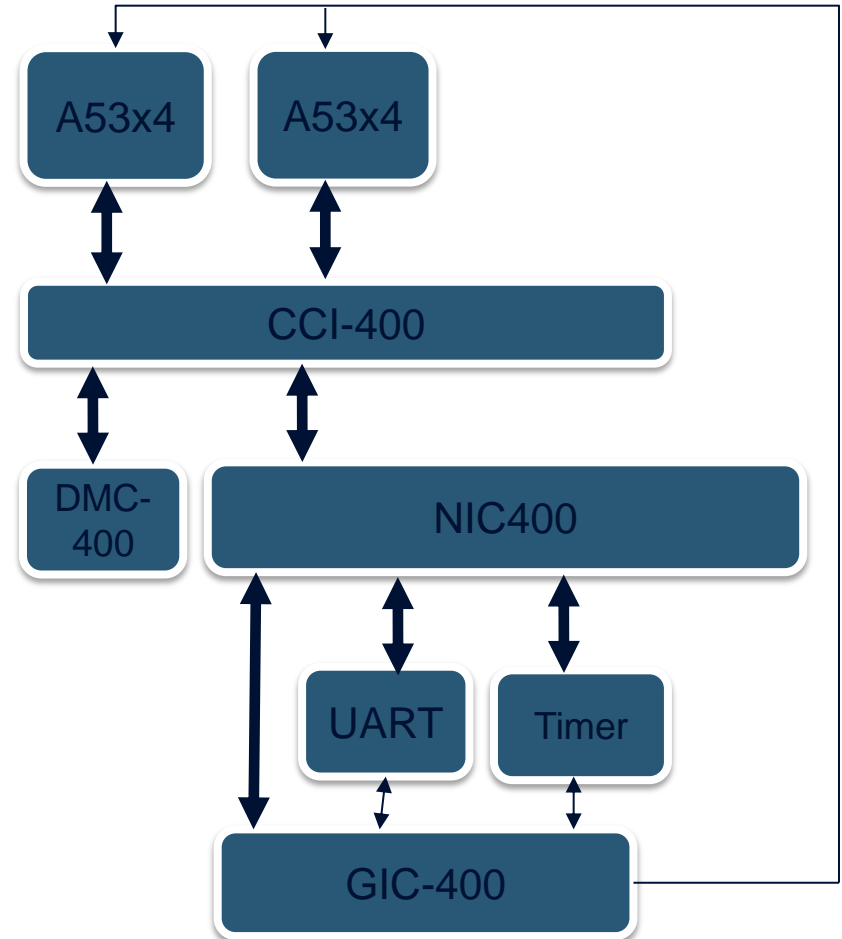 A53x4
A53x4
CCI-400
DMC-
400
NIC400
UART
Timer
GIC-400